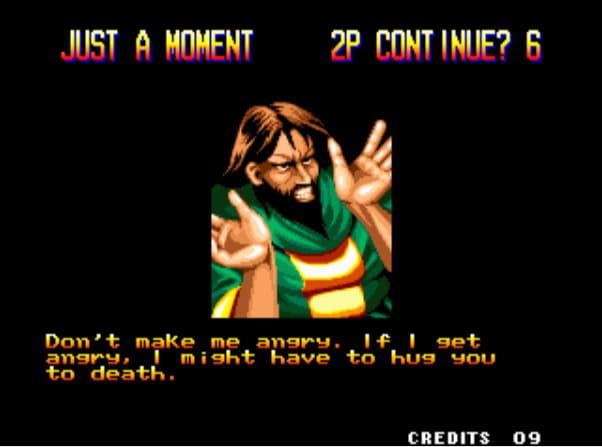 JUST A MOMENT 2P CONTINUE? 6
Don't make me angry. If I get
angry, I might have to hug you
to death.
CREDITS 09